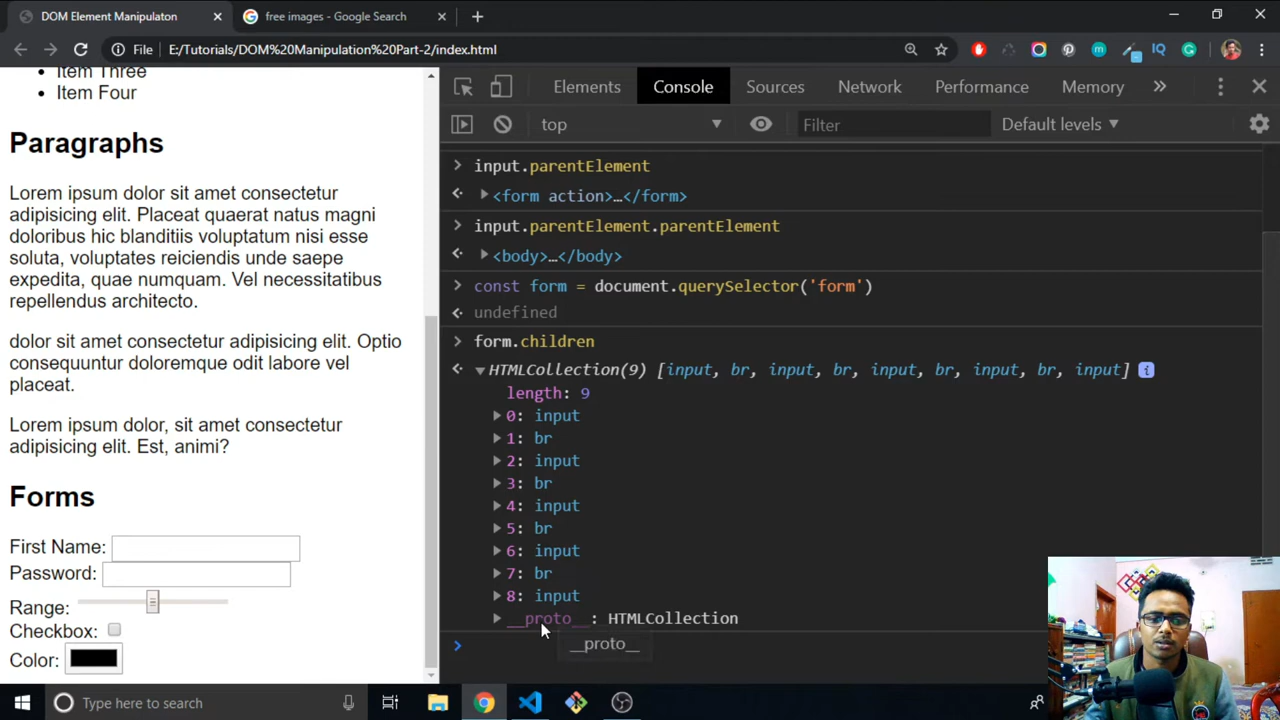 DOM Element Manipulaton
free images - Google Search
File E:/Tutorials/DOM%20Manipulation%20Part-2/index.html
Item Three
Item Four
Paragraphs
Lorem ipsum dolor sit amet consectetur
adipisicing elit. Placeat quaerat natus magni
doloribus hic blanditiis voluptatum nisi esse
soluta, voluptates reiciendis unde saepe
expedita, quae numquam. Vel necessitatibus
repellendus architecto.
dolor sit amet consectetur adipisicing elit. Optio
consequuntur doloremque odit labore vel
placeat.
Lorem ipsum dolor, sit amet consectetur
adipisicing elit. Est, animi?
Forms
First Name:
Password:
Range:
Checkbox:
Color:
Elements Console Sources Network Performance Memory »
top Filter Default levels
input.parentElement
<form action>…</form>
input.parentElement.parentElement
<body>…</body>
const form = document.querySelector('form')
undefined
form.children
HTMLCollection(9) [input, br, input, br, input, br, input, br, input] i
length: 9
0: input
1: br
2: input
3: br
4: input
5: br
6: input
7: br
8: input
__proto__: HTMLCollection
__proto__
Type here to search